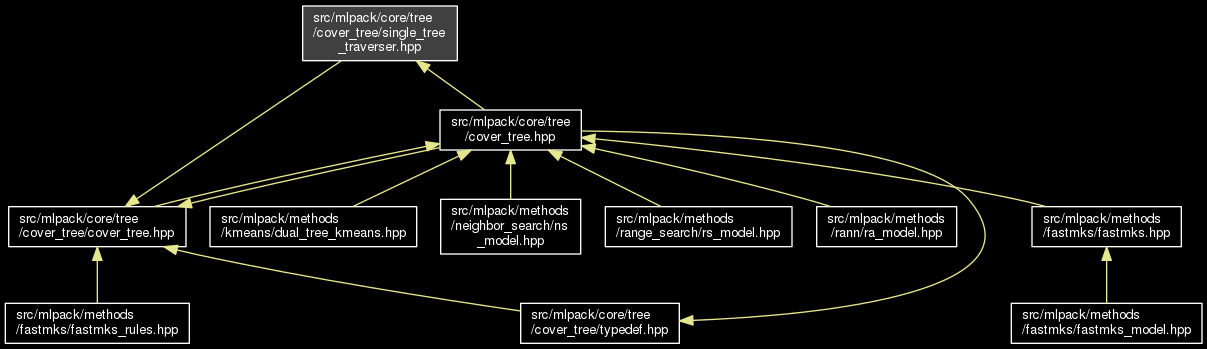 src/mlpack/core/tree
/cover_tree/single_tree
_traverser.hpp
src/mlpack/core/tree
/cover_tree.hpp
src/mlpack/core/tree
/cover_tree/cover_tree.hpp
src/mlpack/methods
/kmeans/dual_tree_kmeans.hpp
src/mlpack/methods
/neighbor_search/ns
_model.hpp
src/mlpack/methods
/range_search/rs_model.hpp
src/mlpack/methods
/rann/ra_model.hpp
src/mlpack/methods
/fastmks/fastmks.hpp
src/mlpack/methods
/fastmks/fastmks_rules.hpp
src/mlpack/core/tree
/cover_tree/typedef.hpp
src/mlpack/methods
/fastmks/fastmks_model.hpp